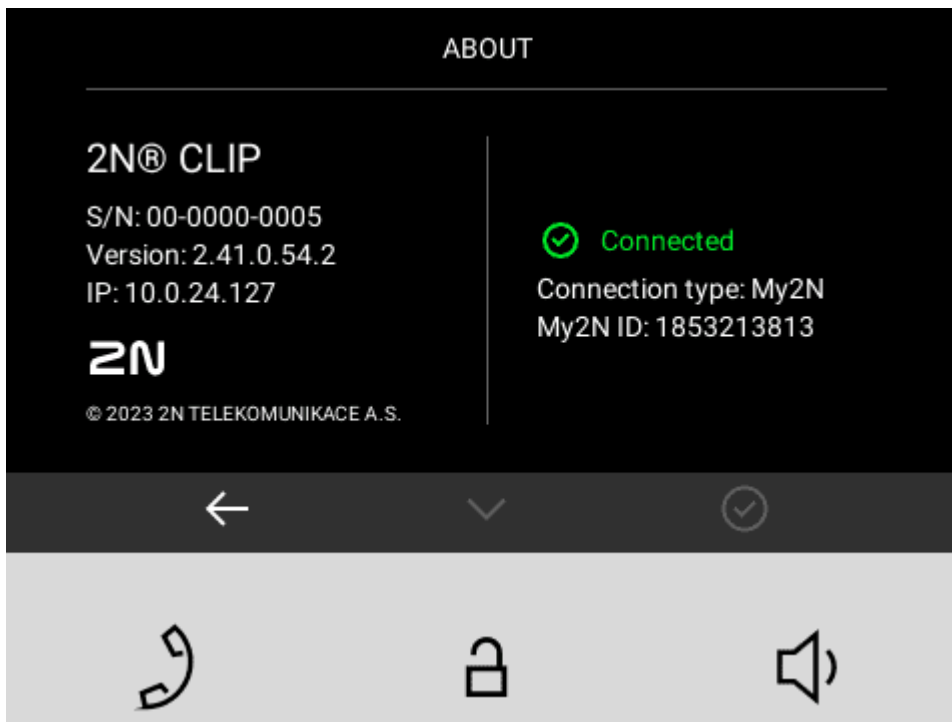 ABOUT
2N® CLIP
S/N: 00-0000-0005
Version: 2.41.0.54.2
IP: 10.0.24.127
2N
© 2023 2N TELEKOMUNIKACE A.S.
Connected
Connection type: My2N
My2N ID: 1853213813